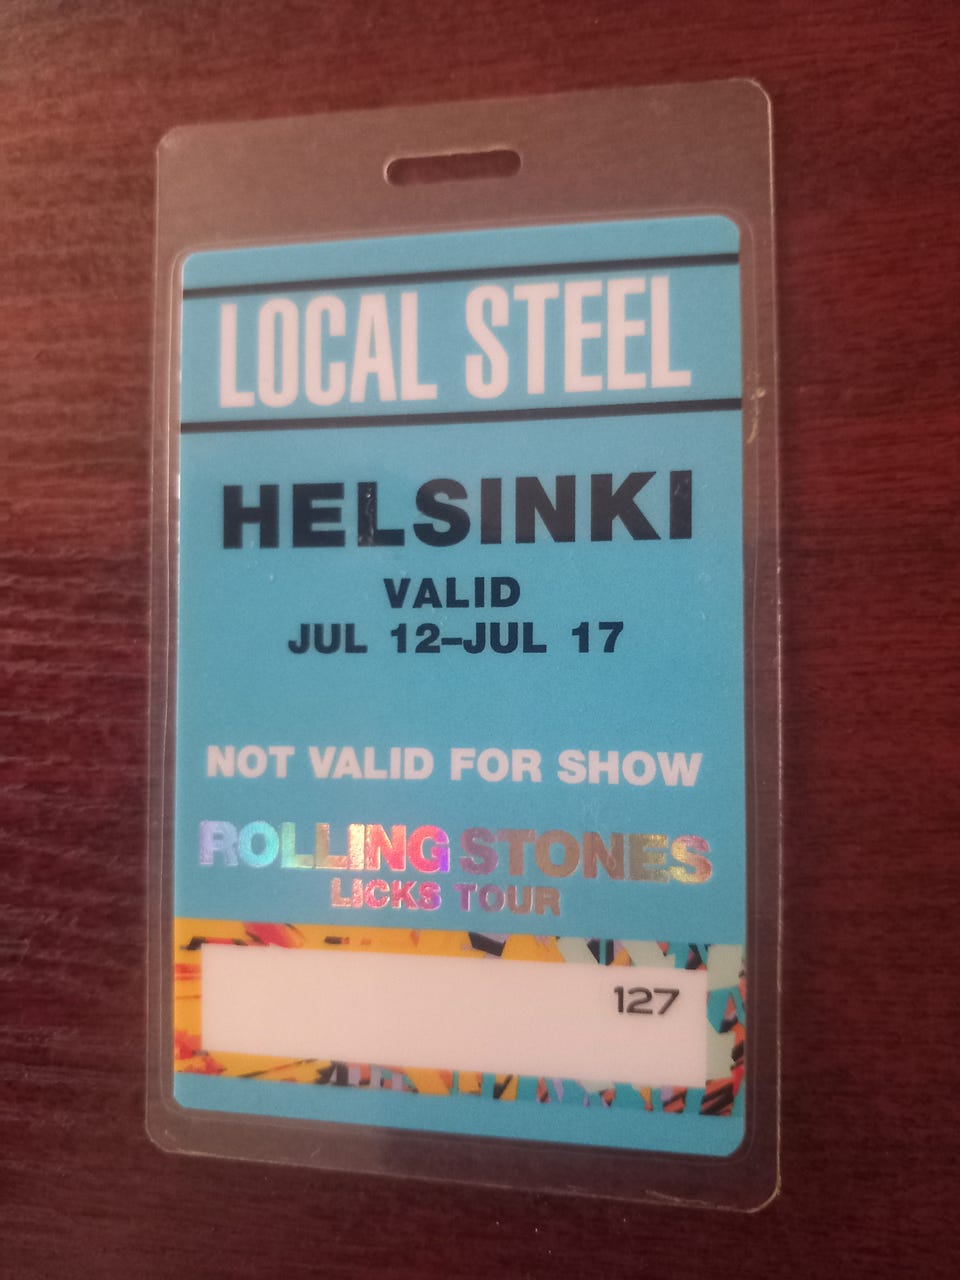 LOCAL STEEL
HELSINKI
VALID
JUL 12–JUL 17
NOT VALID FOR SHOW
ROLLING STONES
LICKS TOUR
127